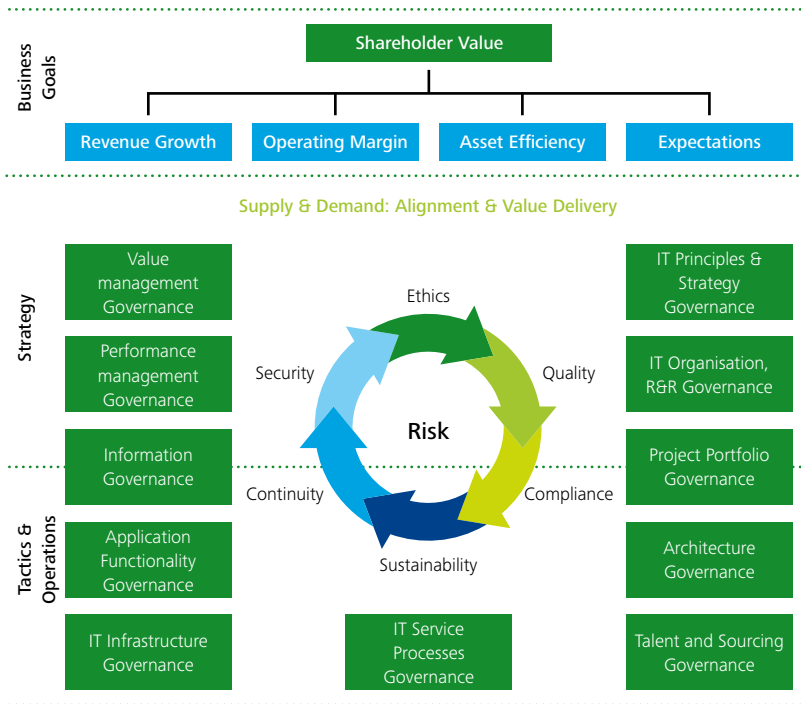 Business
Goals
Shareholder Value
Revenue Growth
Operating Margin
Asset Efficiency
Expectations
Supply & Demand: Alignment & Value Delivery
Strategy
Value
management
Governance
Performance
management
Governance
Information
Governance
Tactics &
Operations
Application
Functionality
Governance
IT Infrastructure
Governance
Ethics
Quality
Compliance
Sustainability
Continuity
Security
Risk
IT Service
Processes
Governance
IT Principles &
Strategy
Governance
IT Organisation,
R&R Governance
Project Portfolio
Governance
Architecture
Governance
Talent and Sourcing
Governance